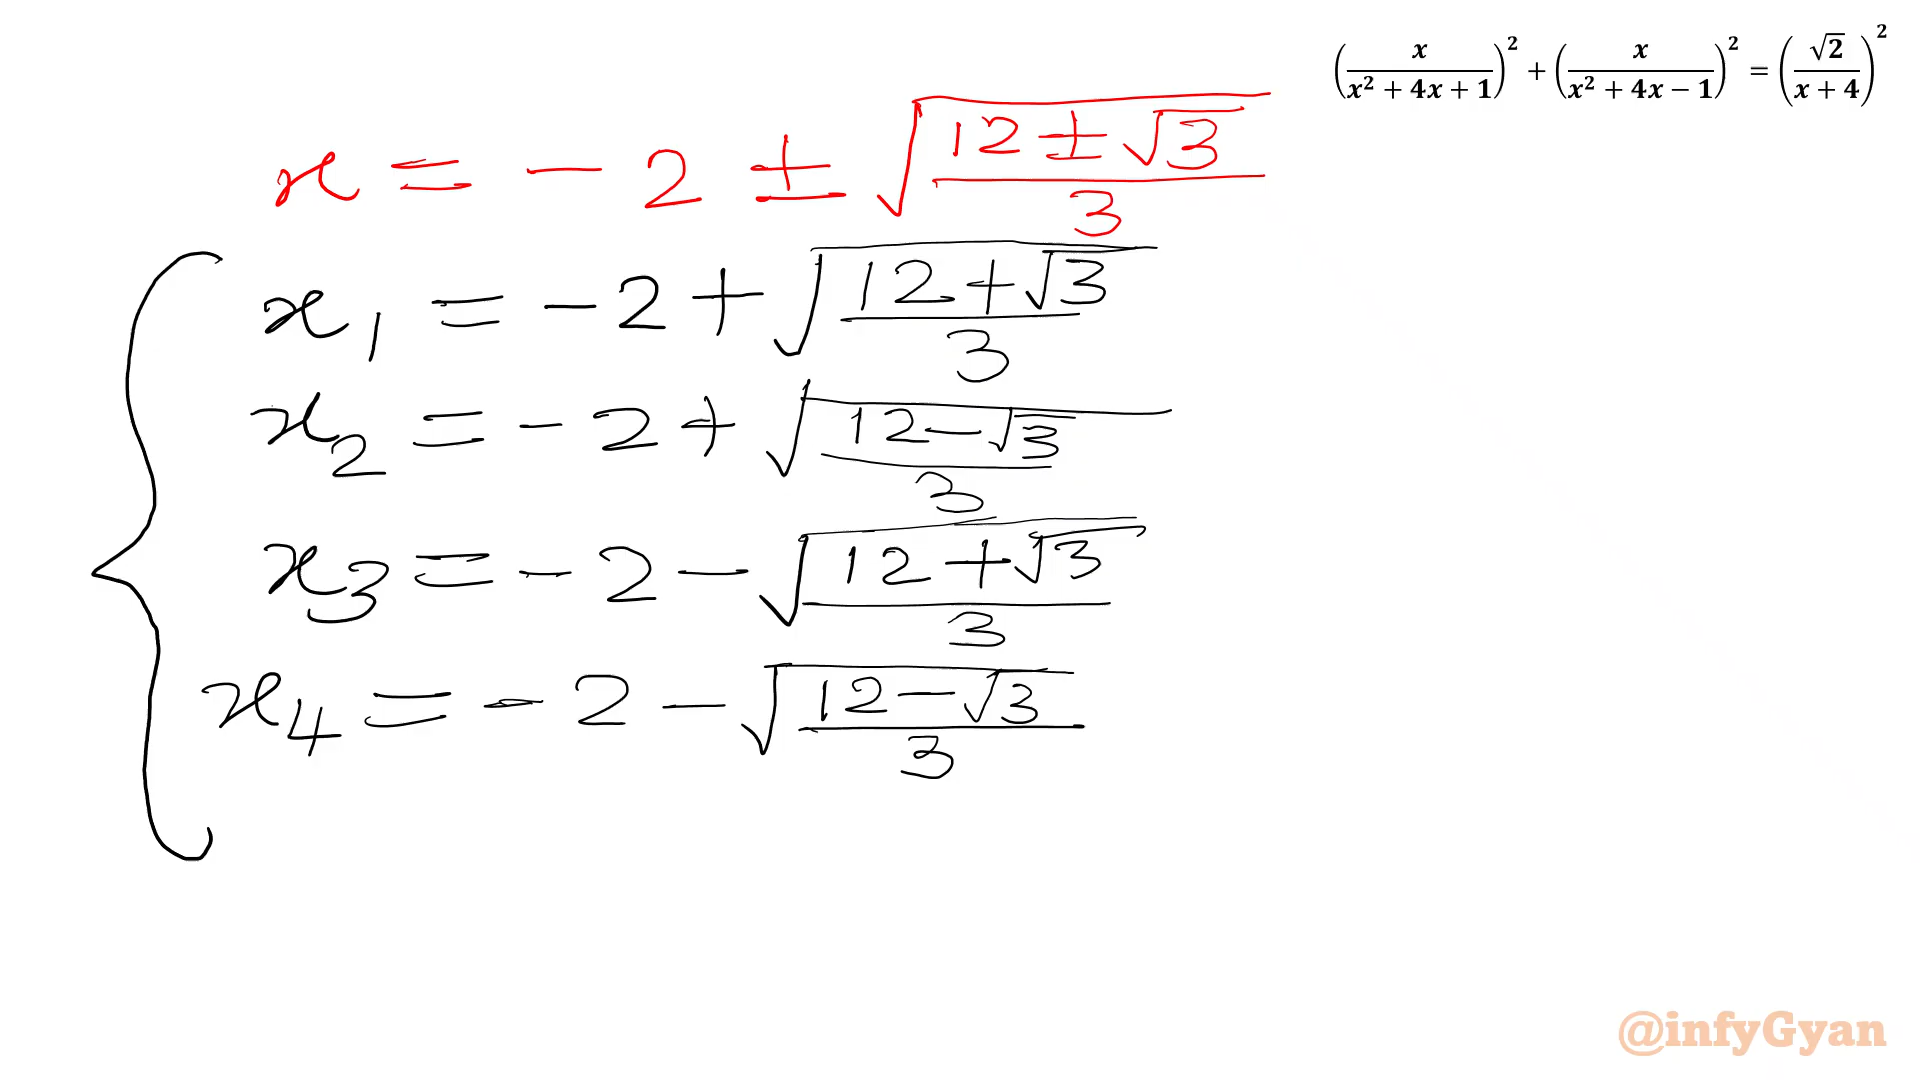 (x/(x² + 4x + 1))² + (x/(x² + 4x − 1))² = (√2/(x + 4))²
x = − 2 ± √((12 ± √3)/3)
x₁ = − 2 + √((12 + √3)/3)
x₂ = − 2 + √((12 − √3)/3)
x₃ = − 2 − √((12 + √3)/3)
x₄ = − 2 − √((12 − √3)/3)
@infyGyan